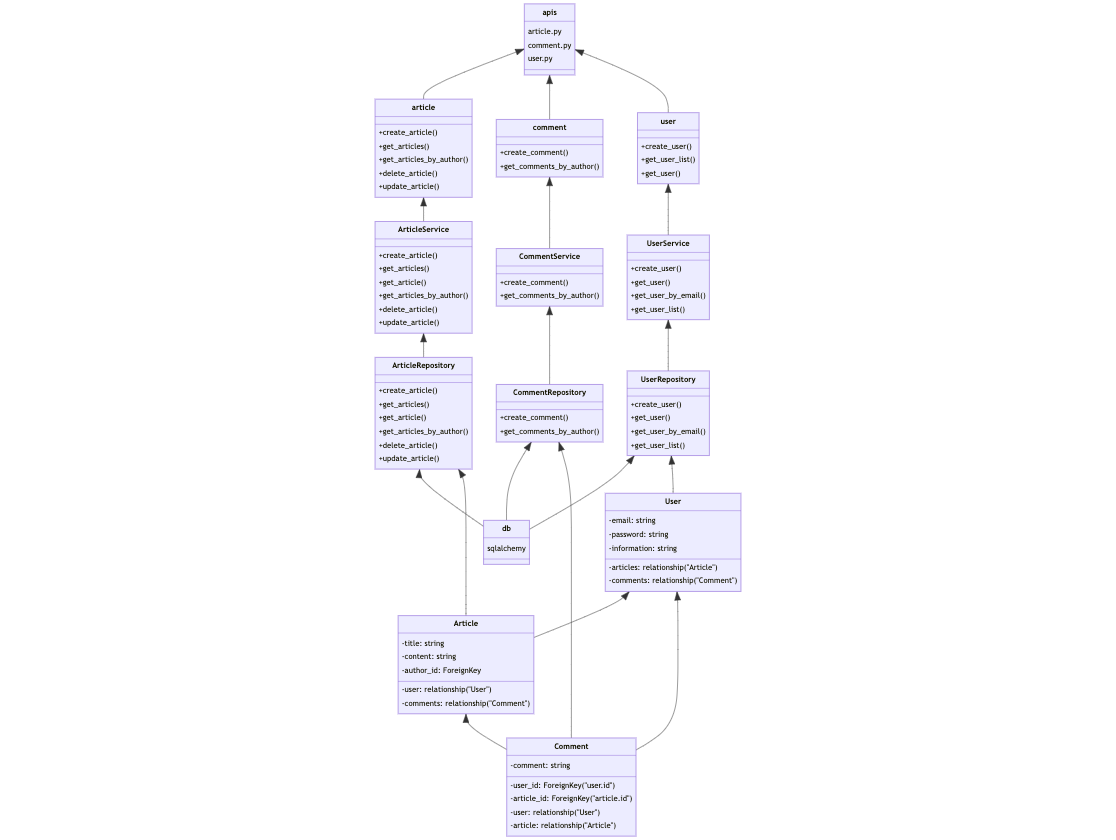 apis
article.py
comment.py
user.py
article
+create_article()
+get_articles()
+get_articles_by_author()
+delete_article()
+update_article()
comment
+create_comment()
+get_comments_by_author()
user
+create_user()
+get_user_list()
+get_user()
ArticleService
+create_article()
+get_articles()
+get_article()
+get_articles_by_author()
+delete_article()
+update_article()
CommentService
+create_comment()
+get_comments_by_author()
UserService
+create_user()
+get_user()
+get_user_by_email()
+get_user_list()
ArticleRepository
+create_article()
+get_articles()
+get_article()
+get_articles_by_author()
+delete_article()
+update_article()
CommentRepository
+create_comment()
+get_comments_by_author()
UserRepository
+create_user()
+get_user()
+get_user_by_email()
+get_user_list()
db
sqlalchemy
User
-email: string
-password: string
-information: string
-articles: relationship("Article")
-comments: relationship("Comment")
Article
-title: string
-content: string
-author_id: ForeignKey
-user: relationship("User")
-comments: relationship("Comment")
Comment
-comment: string
-user_id: ForeignKey("user.id")
-article_id: ForeignKey("article.id")
-user: relationship("User")
-article: relationship("Article")